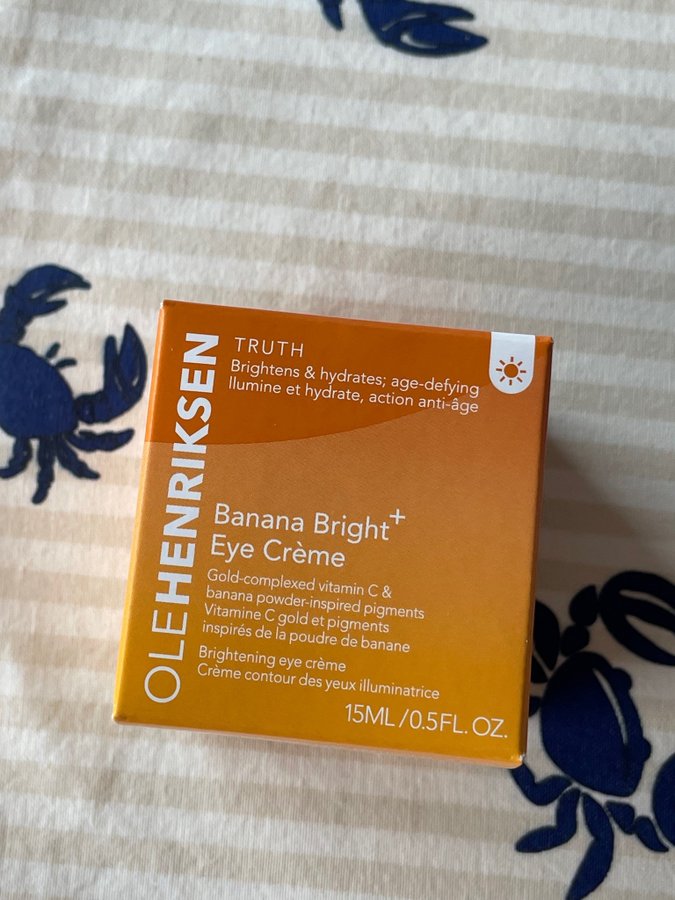 OLEHENRIKSEN
TRUTH
Brightens & hydrates; age-defying
Illumine et hydrate, action anti-âge
Banana Bright+
Eye Crème
Gold-complexed vitamin C &
banana powder-inspired pigments
Vitamine C gold et pigments
inspirés de la poudre de banane
Brightening eye crème
Crème contour des yeux illuminatrice
15ML/0.5FL. OZ.